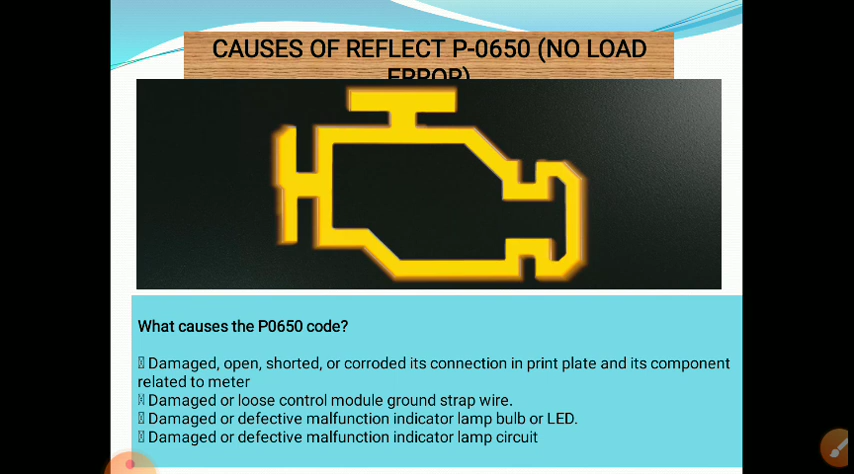 CAUSES OF REFLECT P-0650 (NO LOAD
ERROR)
What causes the P0650 code?
Damaged, open, shorted, or corroded its connection in print plate and its component
related to meter
Damaged or loose control module ground strap wire.
Damaged or defective malfunction indicator lamp bulb or LED.
Damaged or defective malfunction indicator lamp circuit